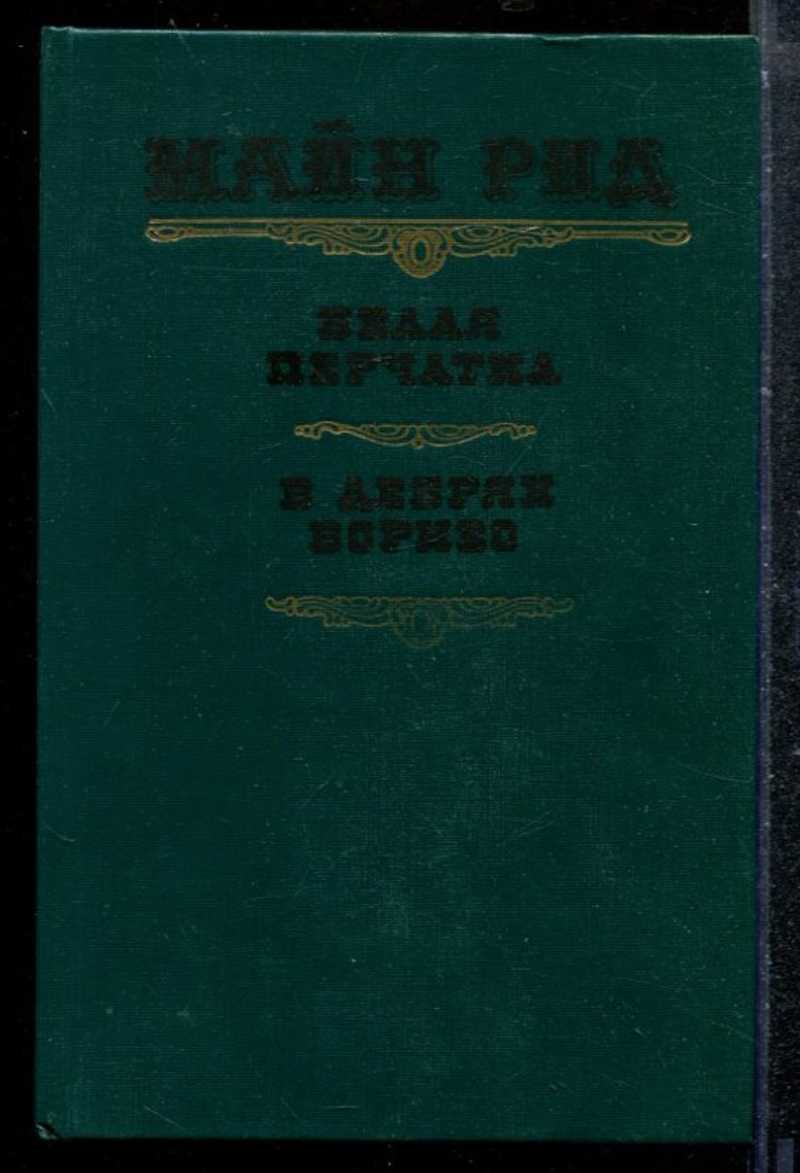 МАЙН РИД
БЕЛАЯ
ПЕРЧАТКА
В ДЕБРЯХ
БОРНЕО